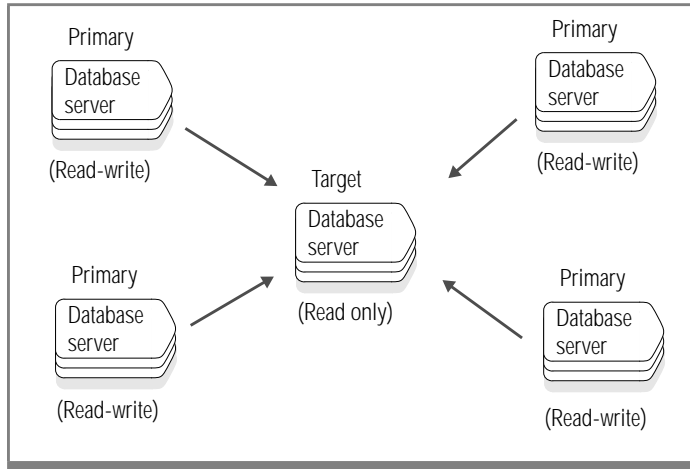 Primary
Database
server
(Read-write)
Primary
Database
server
(Read-write)
Target
Database
server
(Read only)
Primary
Database
server
(Read-write)
Primary
Database
server
(Read-write)